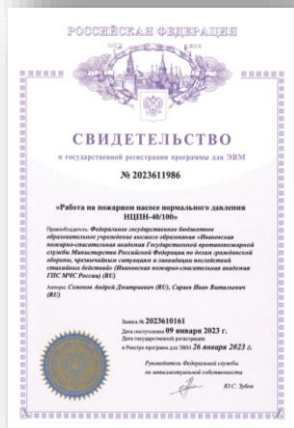 РОССИЙСКАЯ ФЕДЕРАЦИЯ
СВИДЕТЕЛЬСТВО
о государственной регистрации программы для ЭВМ
№ 2023611986
«Работа на пожарном насосе нормального давления
НЦПН-40/100»
Правообладатель: Федеральное государственное бюджетное
образовательное учреждение высшего образования «Ивановская
пожарно-спасательная академия Государственной противопожарной
службы Министерства Российской Федерации по делам гражданской
обороны, чрезвычайным ситуациям и ликвидации последствий
стихийных бедствий» (Ивановская пожарно-спасательная академия
ГПС МЧС России) (RU)
Авторы: Семенов Андрей Дмитриевич (RU), Сараев Иван Витальевич
(RU)
Заявка № 2023610161
Дата поступления 09 января 2023 г.
Дата государственной регистрации
в Реестре программ для ЭВМ 26 января 2023 г.
Руководитель Федеральной службы
по интеллектуальной собственности
Ю.С. Зубов